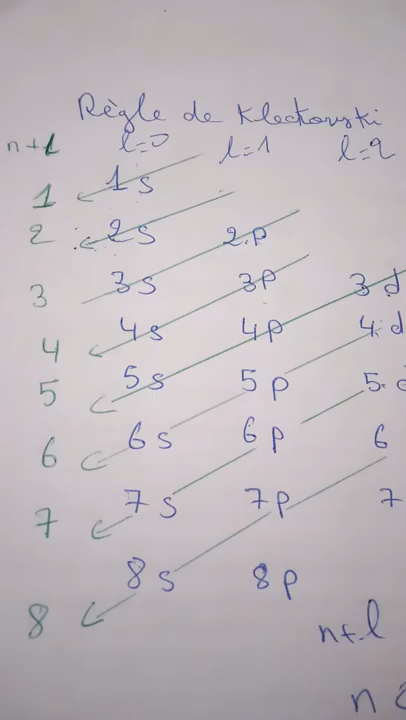 Règle de Klechowski
n+l l=0 l=1 l=2
1 1s
2 2s 2p
3 3s 3p 3d
4 4s 4p 4d
5 5s 5p 5d
6 6s 6p 6
7 7s 7p 7
8 8s 8p
n+l
n